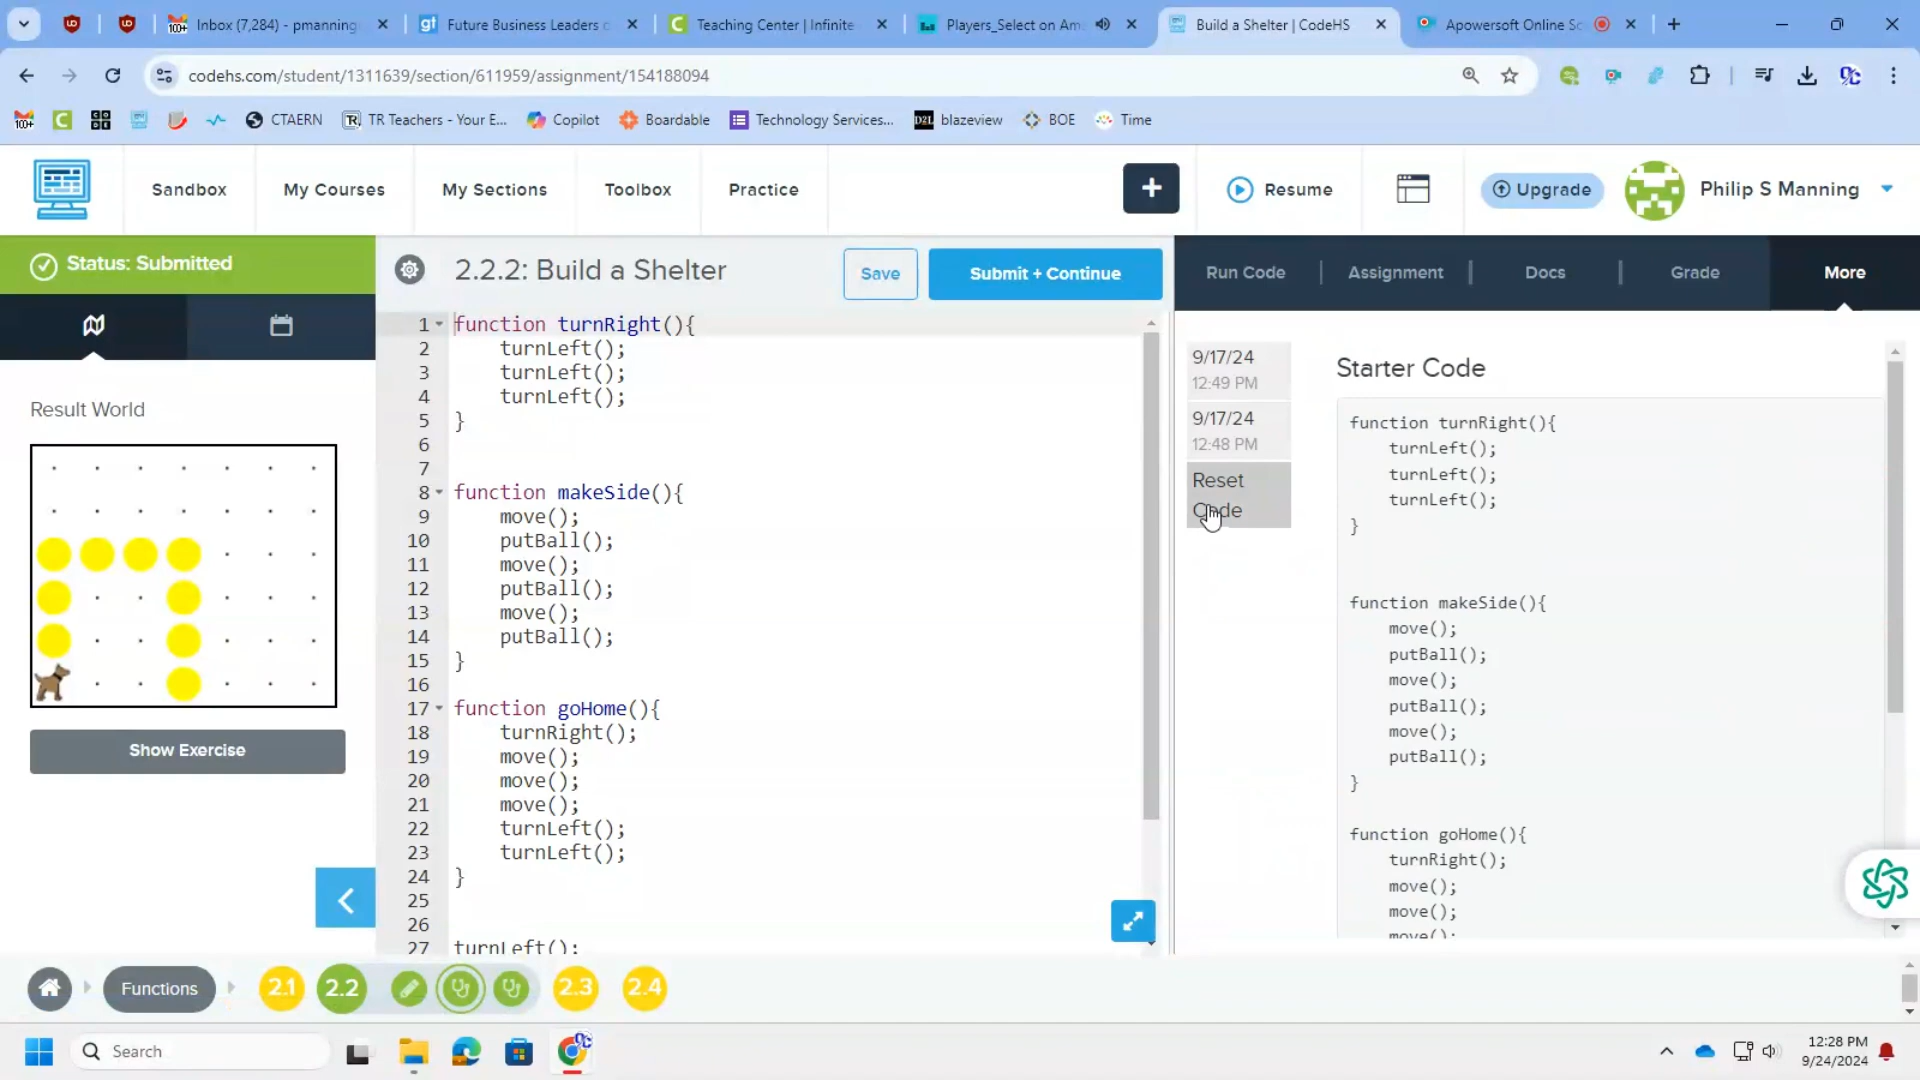 Inbox (7,284) - pmanning
Future Business Leaders o
Teaching Center | Infinite
Players_Select on Am
Build a Shelter | CodeHS
Apowersoft Online Sc
codehs.com/student/1311639/section/611959/assignment/154188094
CTAERN
TR Teachers - Your E...
Copilot
Boardable
Technology Services...
D2L
blazeview
BOE
Time
Sandbox
My Courses
My Sections
Toolbox
Practice
+
Resume
Upgrade
Philip S Manning
Status: Submitted
2.2.2: Build a Shelter
Save
Submit + Continue
Run Code
Assignment
Docs
Grade
More
Result World
Show Exercise
1 function turnRight(){
2 turnLeft();
3 turnLeft();
4 turnLeft();
5 }
6
7
8 function makeSide(){
9 move();
10 putBall();
11 move();
12 putBall();
13 move();
14 putBall();
15 }
16
17 function goHome(){
18 turnRight();
19 move();
20 move();
21 move();
22 turnLeft();
23 turnLeft();
24 }
25
26
27 turnLeft();
9/17/24
12:49 PM
9/17/24
12:48 PM
Reset
Code
Starter Code
function turnRight(){
turnLeft();
turnLeft();
turnLeft();
}
function makeSide(){
move();
putBall();
move();
putBall();
move();
putBall();
}
function goHome(){
turnRight();
move();
move();
move();
Functions
2.1
2.2
2.3
2.4
Search
12:28 PM
9/24/2024